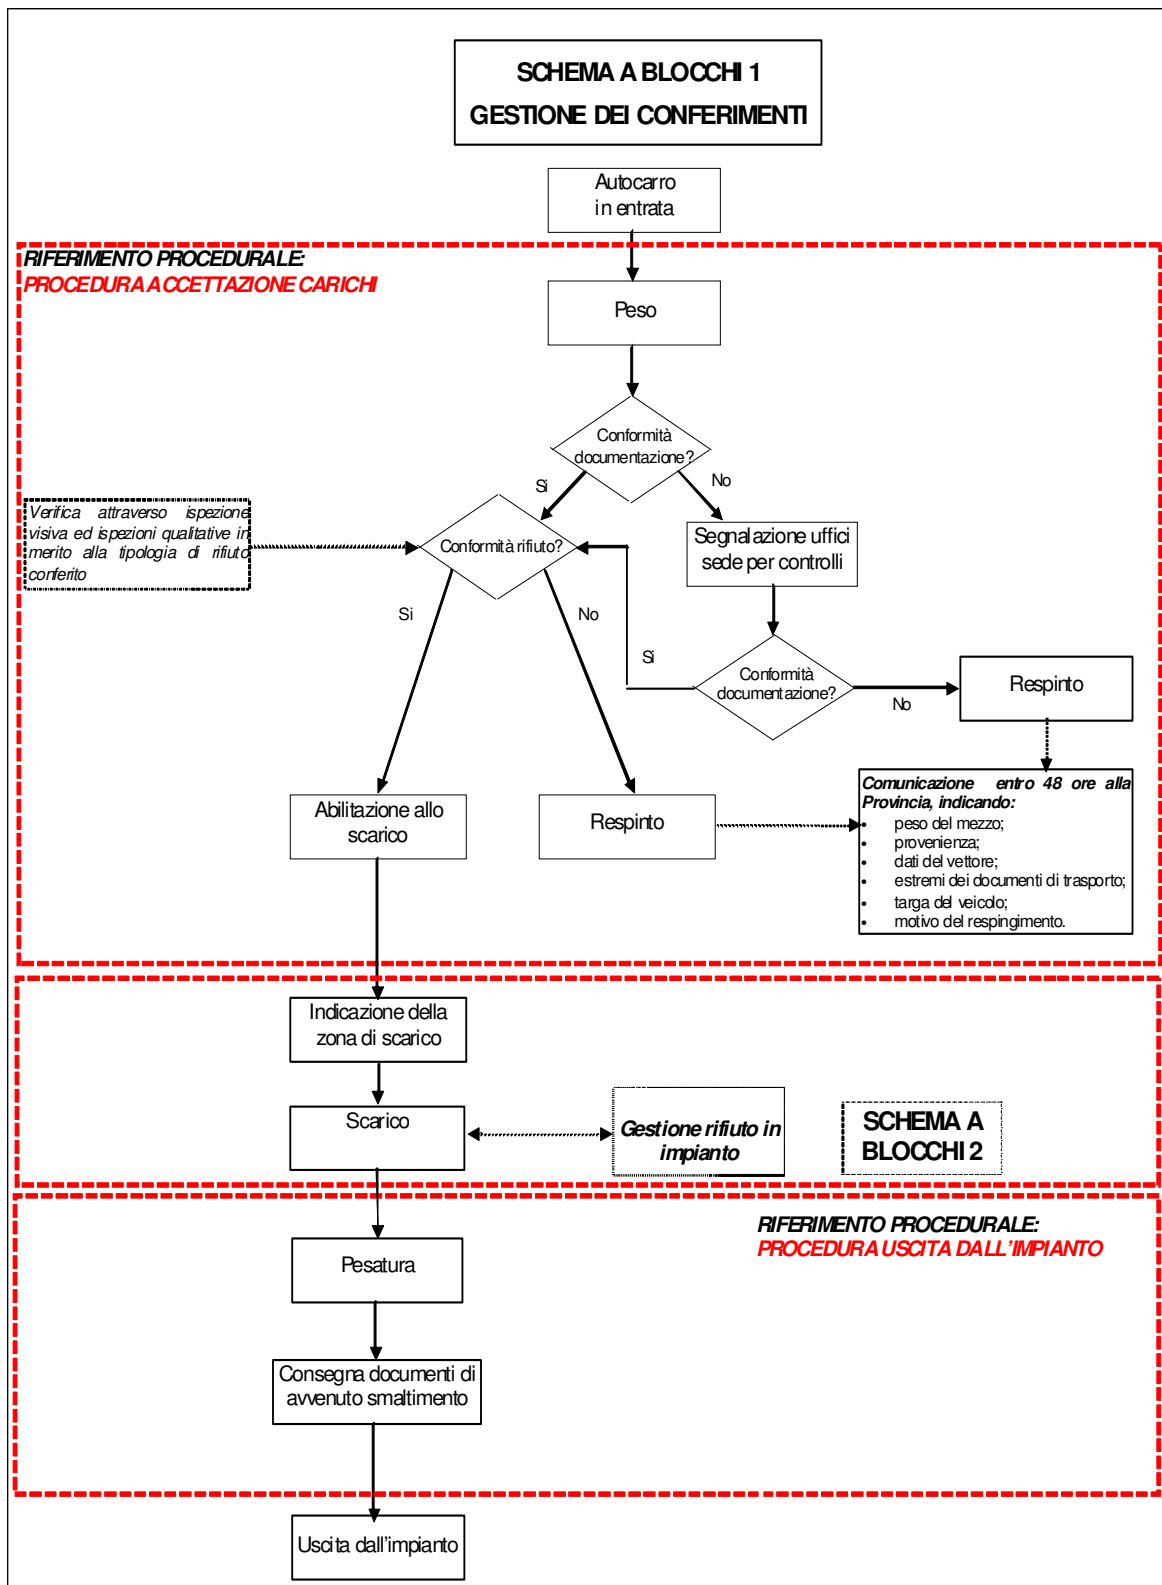 SCHEMA A BLOCCHI 1
GESTIONE DEI CONFERIMENTI
Autocarro
in entrata
RIFERIMENTO PROCEDURALE:
PROCEDURA ACCETTAZIONE CARICHI
Peso
Conformità
documentazione?
Si
No
Verifica attraverso ispezione
visiva ed ispezioni qualitative in
merito alla tipologia di rifiuto
conferito
Conformità rifiuto?
Segnalazione uffici
sede per controlli
Si
No
Si
Conformità
documentazione?
No
Respinto
Comunicazione entro 48 ore alla
Provincia, indicando:
• peso del mezzo;
• provenienza;
• dati del vettore;
• estremi dei documenti di trasporto;
• targa del veicolo;
• motivo del respingimento.
Abilitazione allo
scarico
Respinto
Indicazione della
zona di scarico
Scarico
Gestione rifiuto in
impianto
SCHEMA A
BLOCCHI 2
RIFERIMENTO PROCEDURALE:
PROCEDURA USCITA DALL'IMPIANTO
Pesatura
Consegna documenti di
avvenuto smaltimento
Uscita dall'impianto